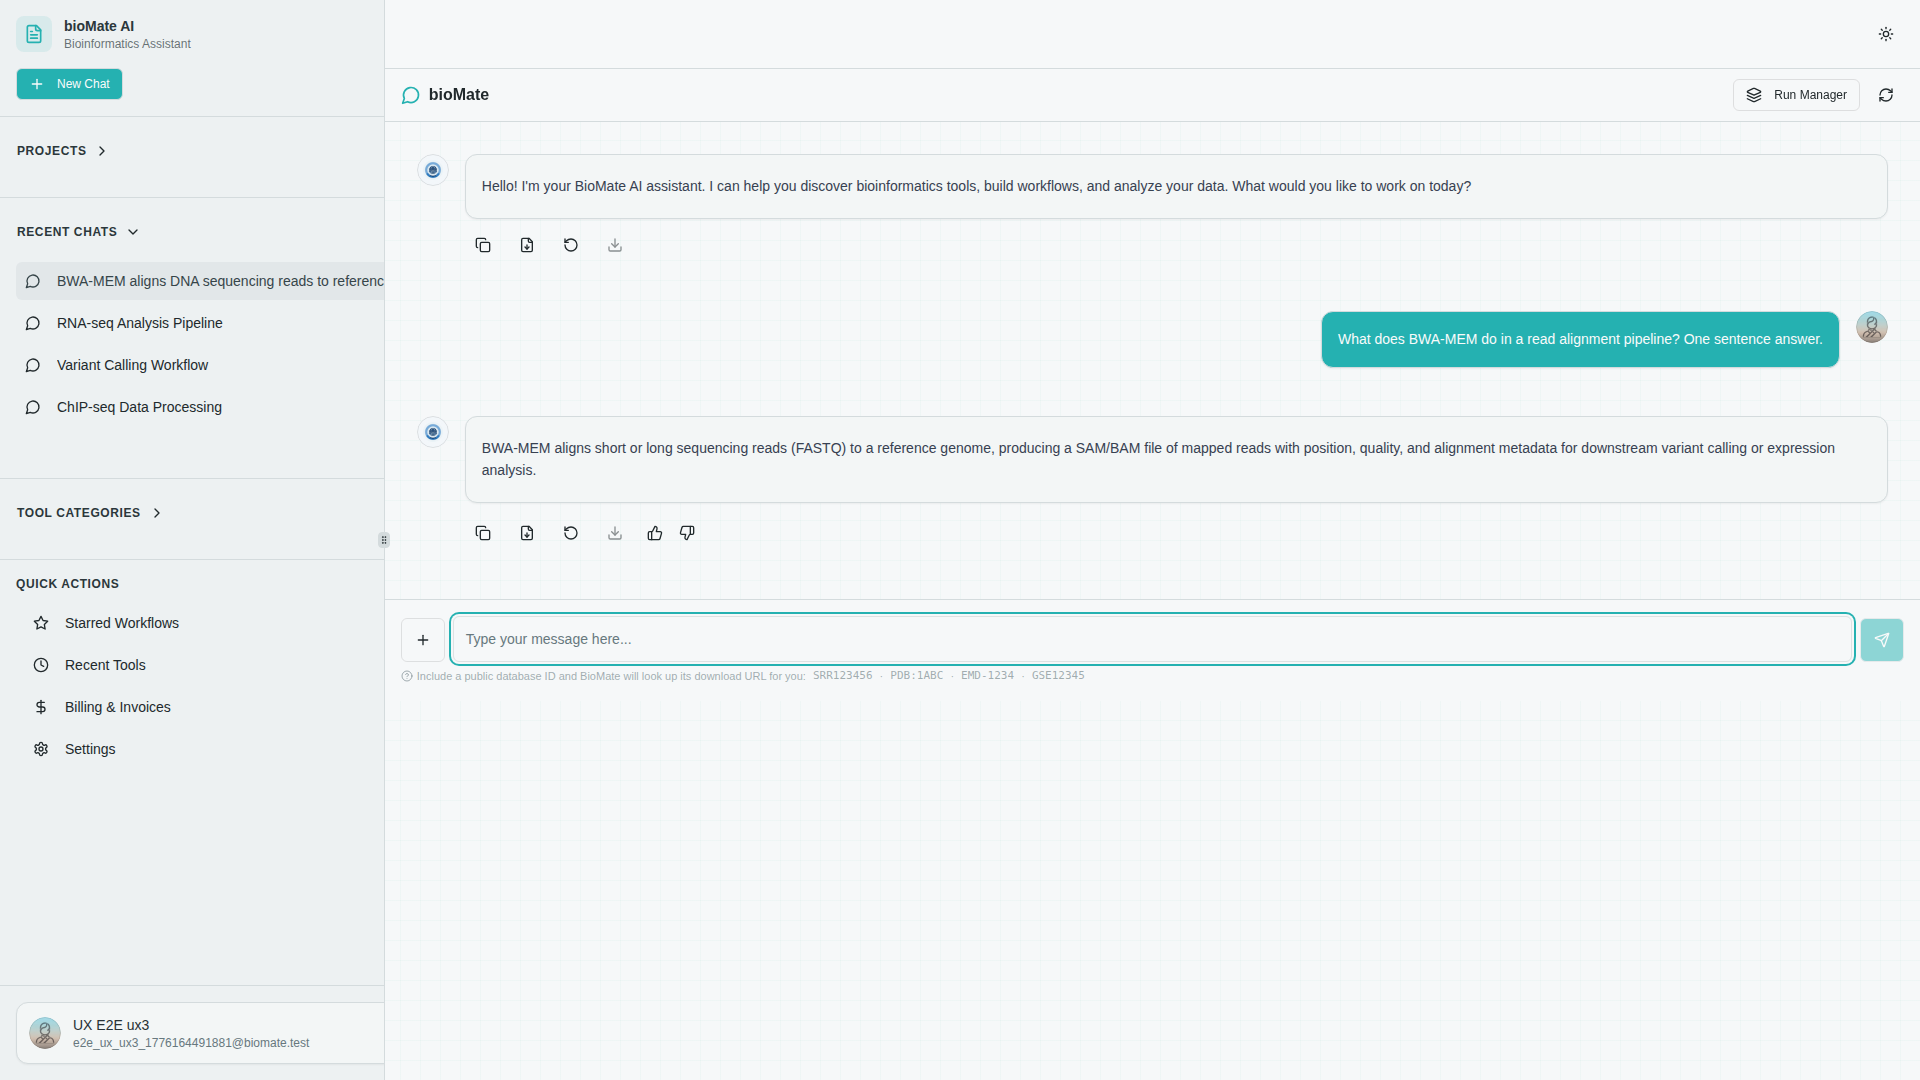 bioMate AI
Bioinformatics Assistant
New Chat
PROJECTS
RECENT CHATS
BWA-MEM aligns DNA sequencing reads to referenc
RNA-seq Analysis Pipeline
Variant Calling Workflow
ChIP-seq Data Processing
TOOL CATEGORIES
QUICK ACTIONS
Starred Workflows
Recent Tools
Billing & Invoices
Settings
UX E2E ux3
e2e_ux_ux3_1776164491881@biomate.test
bioMate
Run Manager
Hello! I'm your BioMate AI assistant. I can help you discover bioinformatics tools, build workflows, and analyze your data. What would you like to work on today?
What does BWA-MEM do in a read alignment pipeline? One sentence answer.
BWA-MEM aligns short or long sequencing reads (FASTQ) to a reference genome, producing a SAM/BAM file of mapped reads with position, quality, and alignment metadata for downstream variant calling or expression
analysis.
Type your message here...
Include a public database ID and BioMate will look up its download URL for you: SRR123456 · PDB:1ABC · EMD-1234 · GSE12345